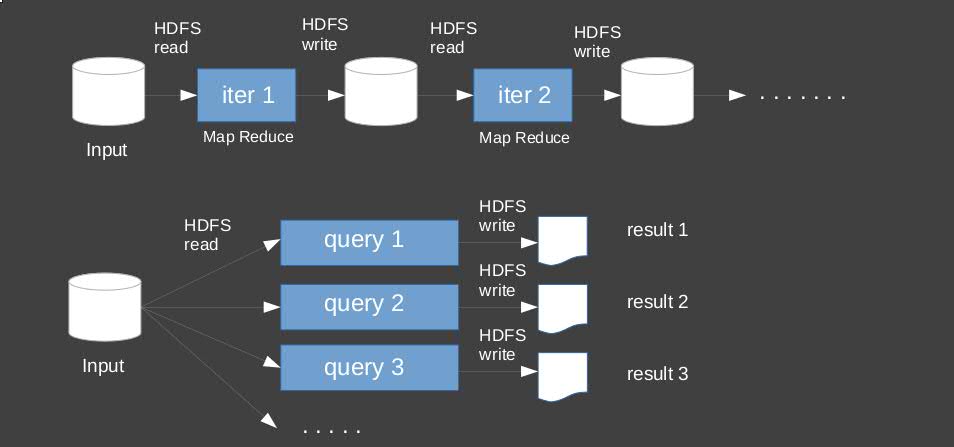 HDFS
read
HDFS
write
HDFS
read
HDFS
write
iter 1
iter 2
.......
Input
Map Reduce
Map Reduce
HDFS
read
query 1
HDFS
write
result 1
query 2
HDFS
write
result 2
Input
query 3
HDFS
write
result 3
.....